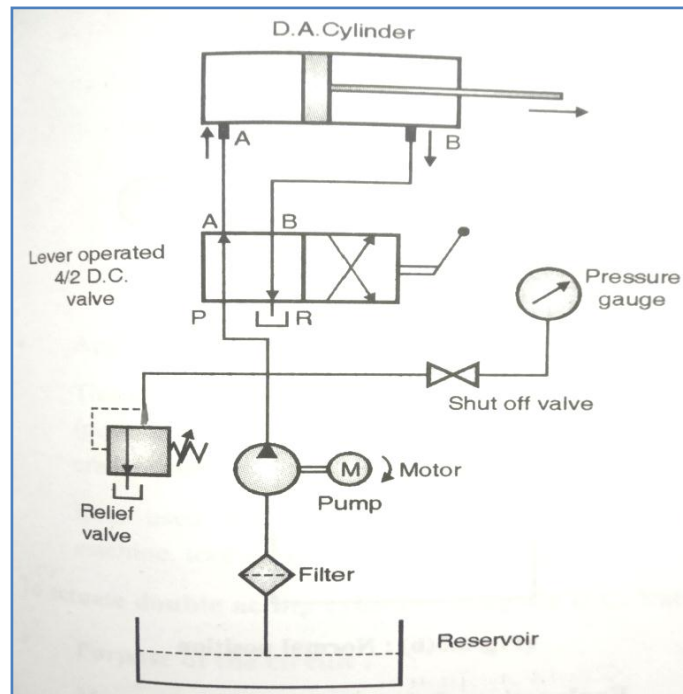 D.A.Cylinder
A
B
A
B
Lever operated
4/2 D.C.
valve
P
R
Pressure
gauge
Shut off valve
M
Motor
Pump
Relief
valve
Filter
Reservoir